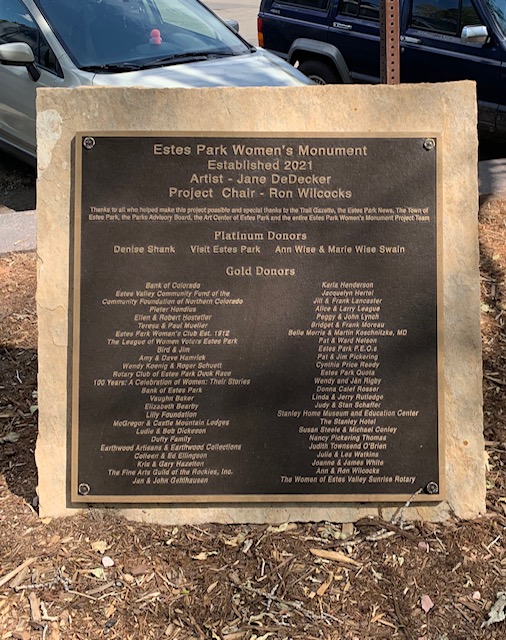 Estes Park Women's Monument
Established 2021
Artist - Jane DeDecker
Project Chair - Ron Wilcocks
Thanks to all who helped make this project possible and special thanks to the Trail Gazette, the Estes Park News, The Town of
Estes Park, the Parks Advisory Board, the Art Center of Estes Park and the entire Estes Park Women's Monument Project Team
Platinum Donors
Denise Shank Visit Estes Park Ann Wise & Marie Wise Swain
Gold Donors
Bank of Colorado
Estes Valley Community Fund of the
Community Foundation of Northern Colorado
Pieter Hondius
Ellen & Robert Hostetler
Teresa & Paul Mueller
Estes Park Woman's Club Est. 1912
The League of Women Voters Estes Park
Bird & Jim
Amy & Dave Hamrick
Wendy Koenig & Roger Schuett
Rotary Club of Estes Park Duck Race
100 Years: A Celebration of Women: Their Stories
Bank of Estes Park
Vaughn Baker
Elizabeth Bearby
Lilly Foundation
McGregor & Castle Mountain Lodges
Ludie & Bob Dickeson
Duffy Family
Earthwood Artisans & Earthwood Collections
Colleen & Ed Ellingson
Kris & Gary Hazelton
The Fine Arts Guild of the Rockies, Inc.
Jan & John Gehlhausen
Karla Henderson
Jacquelyn Hertel
Jill & Frank Lancaster
Alice & Larry League
Peggy & John Lynch
Bridget & Frank Moreau
Belle Morris & Martin Koschnitzke, MD
Pat & Ward Nelson
Estes Park P.E.O.s
Pat & Jim Pickering
Cynthia Price Reedy
Estes Park Quota
Wendy and Jan Rigby
Donna Calef Rosser
Linda & Jerry Rutledge
Judy & Stan Schaffer
Stanley Home Museum and Education Center
The Stanley Hotel
Susan Steele & Michael Conley
Nancy Pickering Thomas
Judith Townsend O'Brien
Julie & Les Watkins
Joanne & James White
Ann & Ron Wilcocks
The Women of Estes Valley Sunrise Rotary